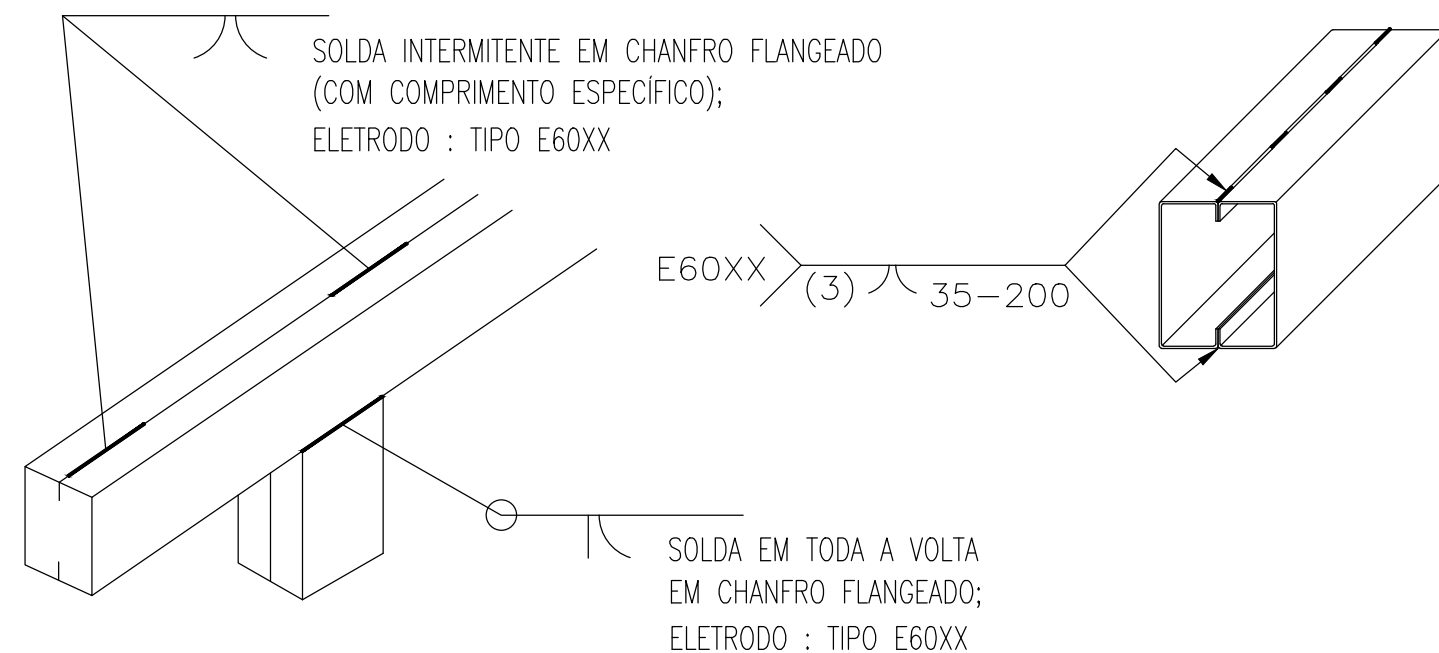 SOLDA INTERMITENTE EM CHANFRO FLANGEADO
(COM COMPRIMENTO ESPECÍFICO);
ELETRODO : TIPO E60XX
E60XX
(3)
35-200
SOLDA EM TODA A VOLTA
EM CHANFRO FLANGEADO;
ELETRODO : TIPO E60XX